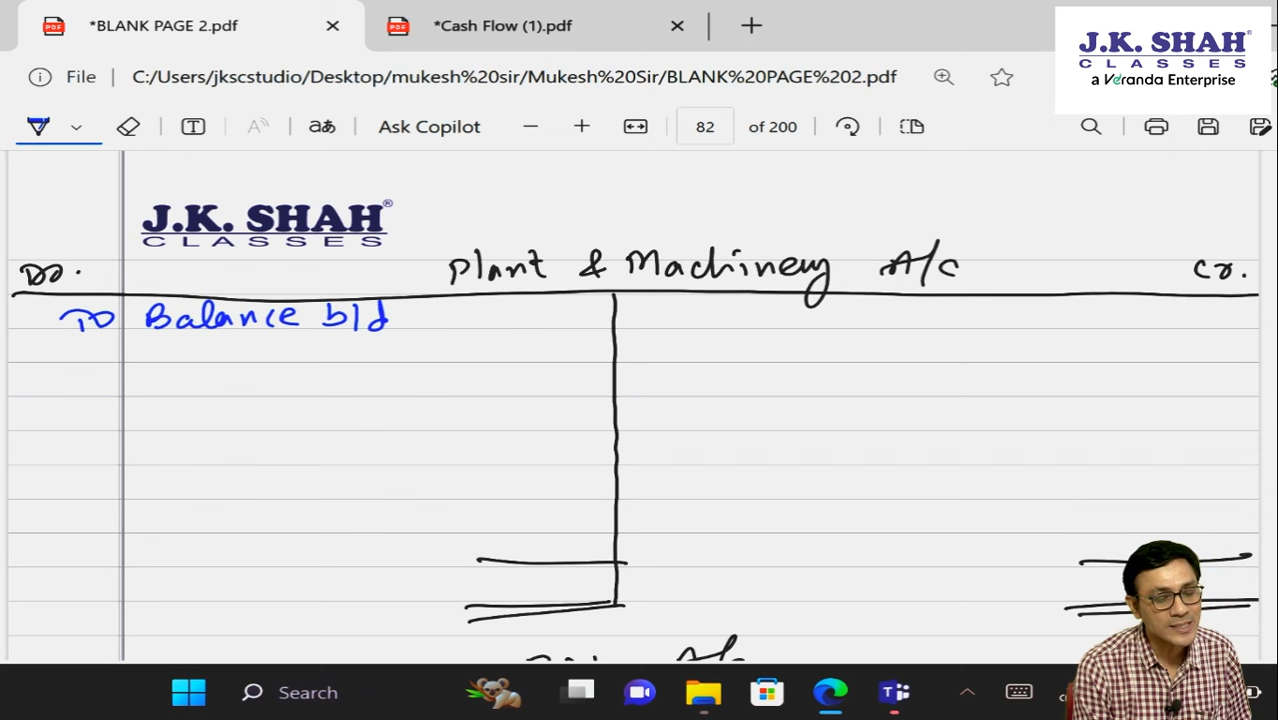 *BLANK PAGE 2.pdf
*Cash Flow (1).pdf
J.K. SHAH®
CLASSES
a Veranda Enterprise
File
C:/Users/jkscstudio/Desktop/mukesh%20sir/Mukesh%20Sir/BLANK%20PAGE%202.pdf
Ask Copilot
82 of 200
J.K. SHAH®
CLASSES
Dr. Plant & Machinery A/c Cr.
To Balance b/d
A/c
Search